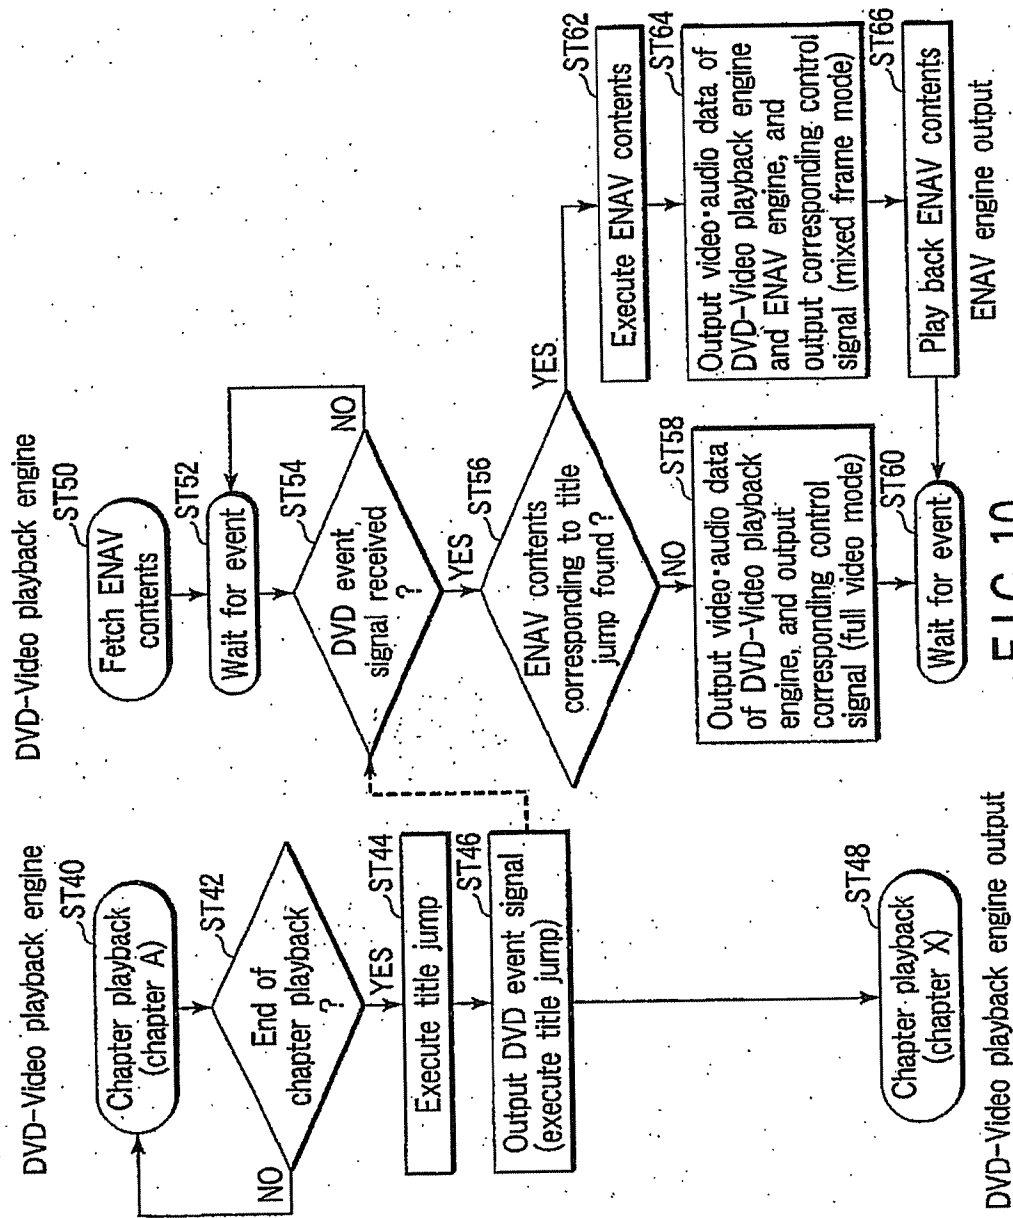 DVD-Video playback engine
ST40
Chapter playback
(chapter A)
ST42
End of
chapter playback
?
NO
YES
ST44
Execute title jump
ST46
Output DVD event signal
(execute title jump)
ST48
Chapter playback
(chapter X)
DVD-Video playback engine output
DVD-Video playback engine
ST50
Fetch ENAV
contents
ST52
Wait for event
ST54
DVD event
signal received
?
NO
YES
ST56
ENAV contents
corresponding to title
jump found ?
YES
NO
ST58
Output video·audio data
of DVD-Video playback
engine, and output
corresponding control
signal (full video mode)
ST60
Wait for event
ST62
Execute ENAV contents
ST64
Output video·audio data of
DVD-Video playback engine
and ENAV engine, and
output corresponding control
signal (mixed frame mode)
ST66
Play back ENAV contents
ENAV engine output